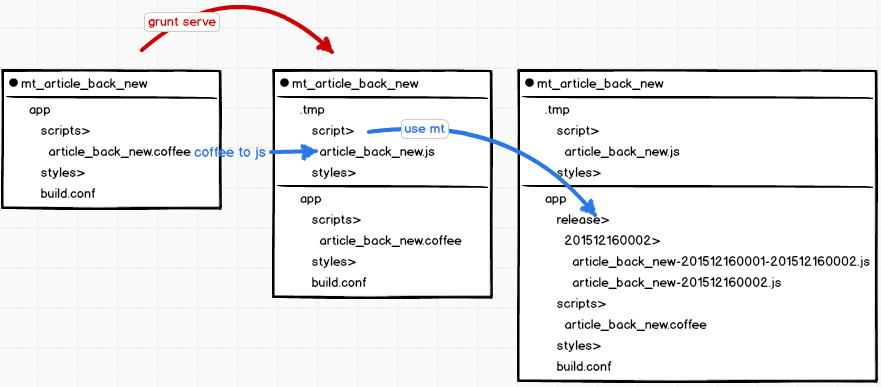 grunt serve
mt_article_back_new
app
scripts>
article_back_new.coffee
styles>
build.conf
coffee to js
mt_article_back_new
.tmp
script>
article_back_new.js
styles>
app
scripts>
article_back_new.coffee
styles>
build.conf
use mt
mt_article_back_new
.tmp
script>
article_back_new.js
styles>
app
release>
201512160002>
article_back_new-201512160001-201512160002.js
article_back_new-201512160002.js
scripts>
article_back_new.coffee
styles>
build.conf